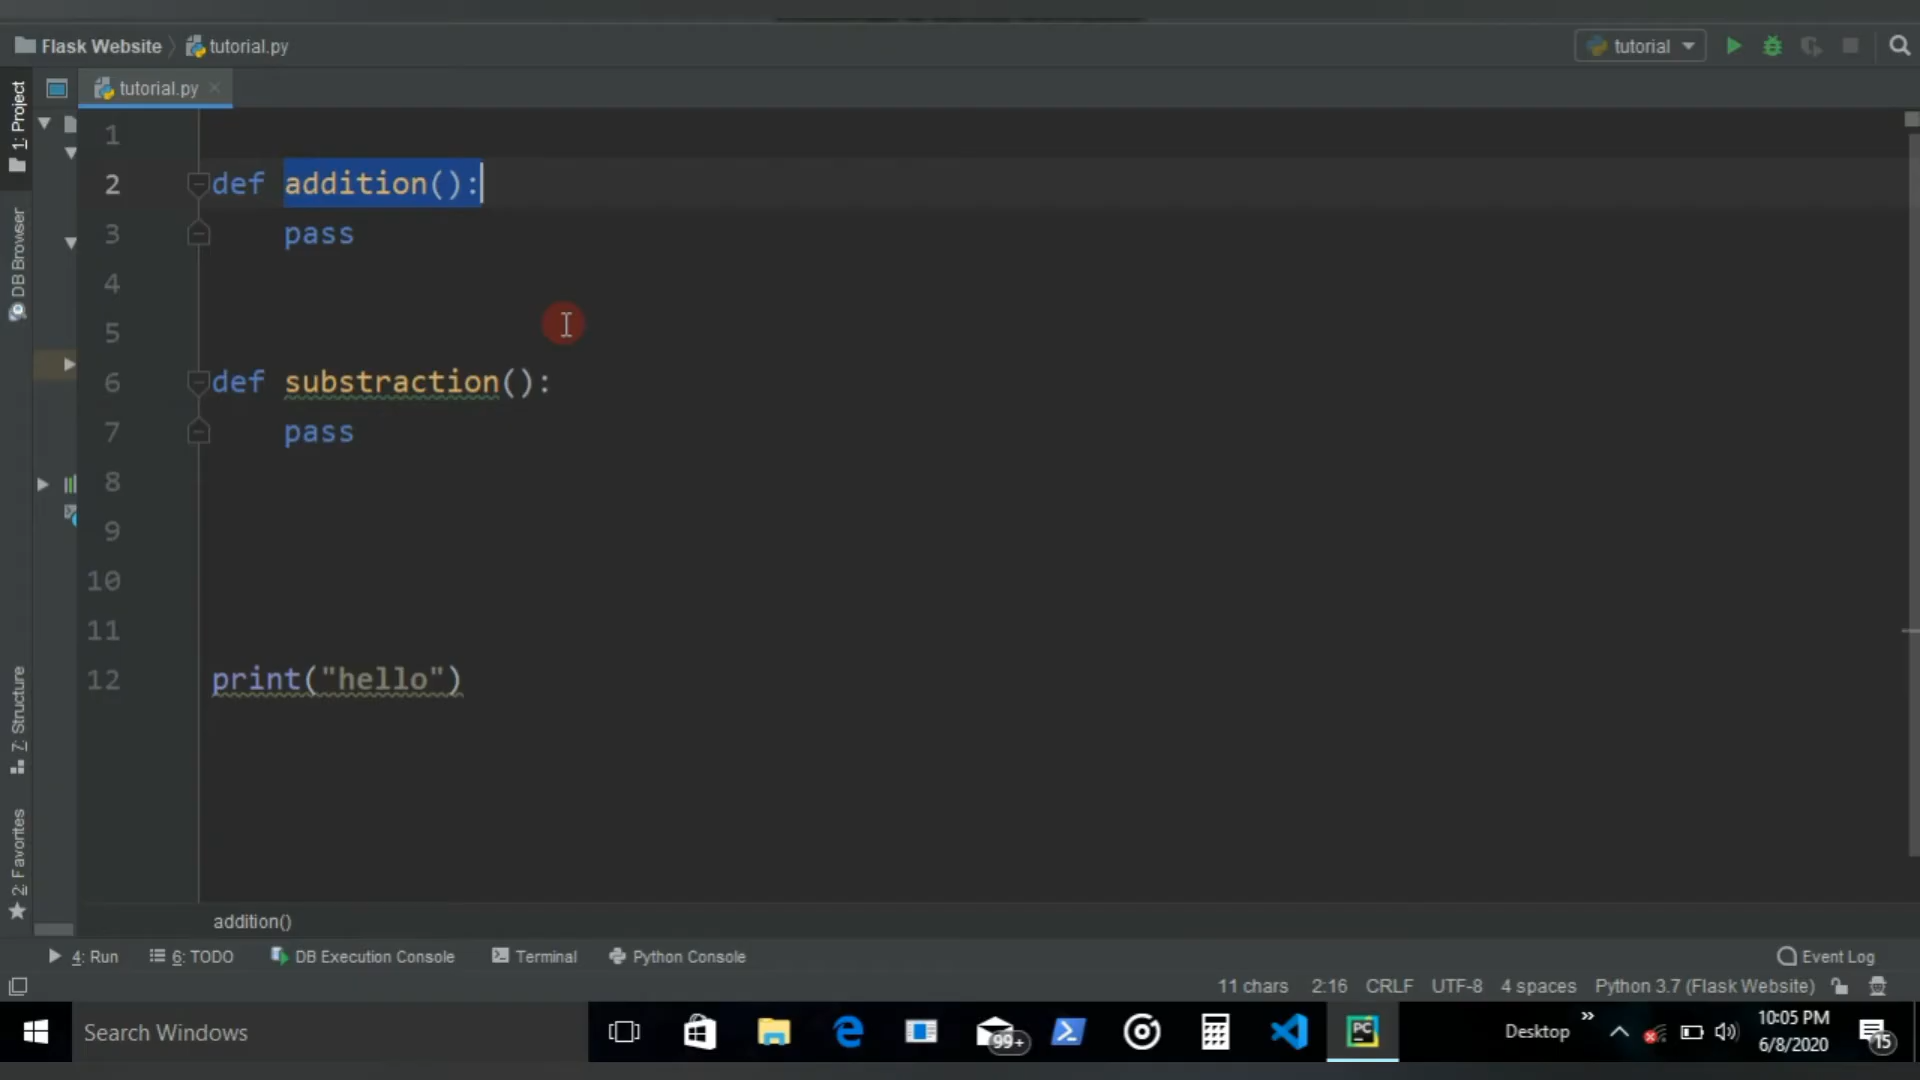 Flask Website
tutorial.py
tutorial
tutorial.py
1: Project
DB Browser
7: Structure
2: Favorites
1
2 def addition():
3 pass
4
5
6 def substraction():
7 pass
8
9
10
11
12 print("hello")
addition()
4: Run
6: TODO
DB Execution Console
Terminal
Python Console
Event Log
11 chars
2:16
CRLF
UTF-8
4 spaces
Python 3.7 (Flask Website)
Search Windows
99+
PC
Desktop
»
10:05 PM
6/8/2020
15